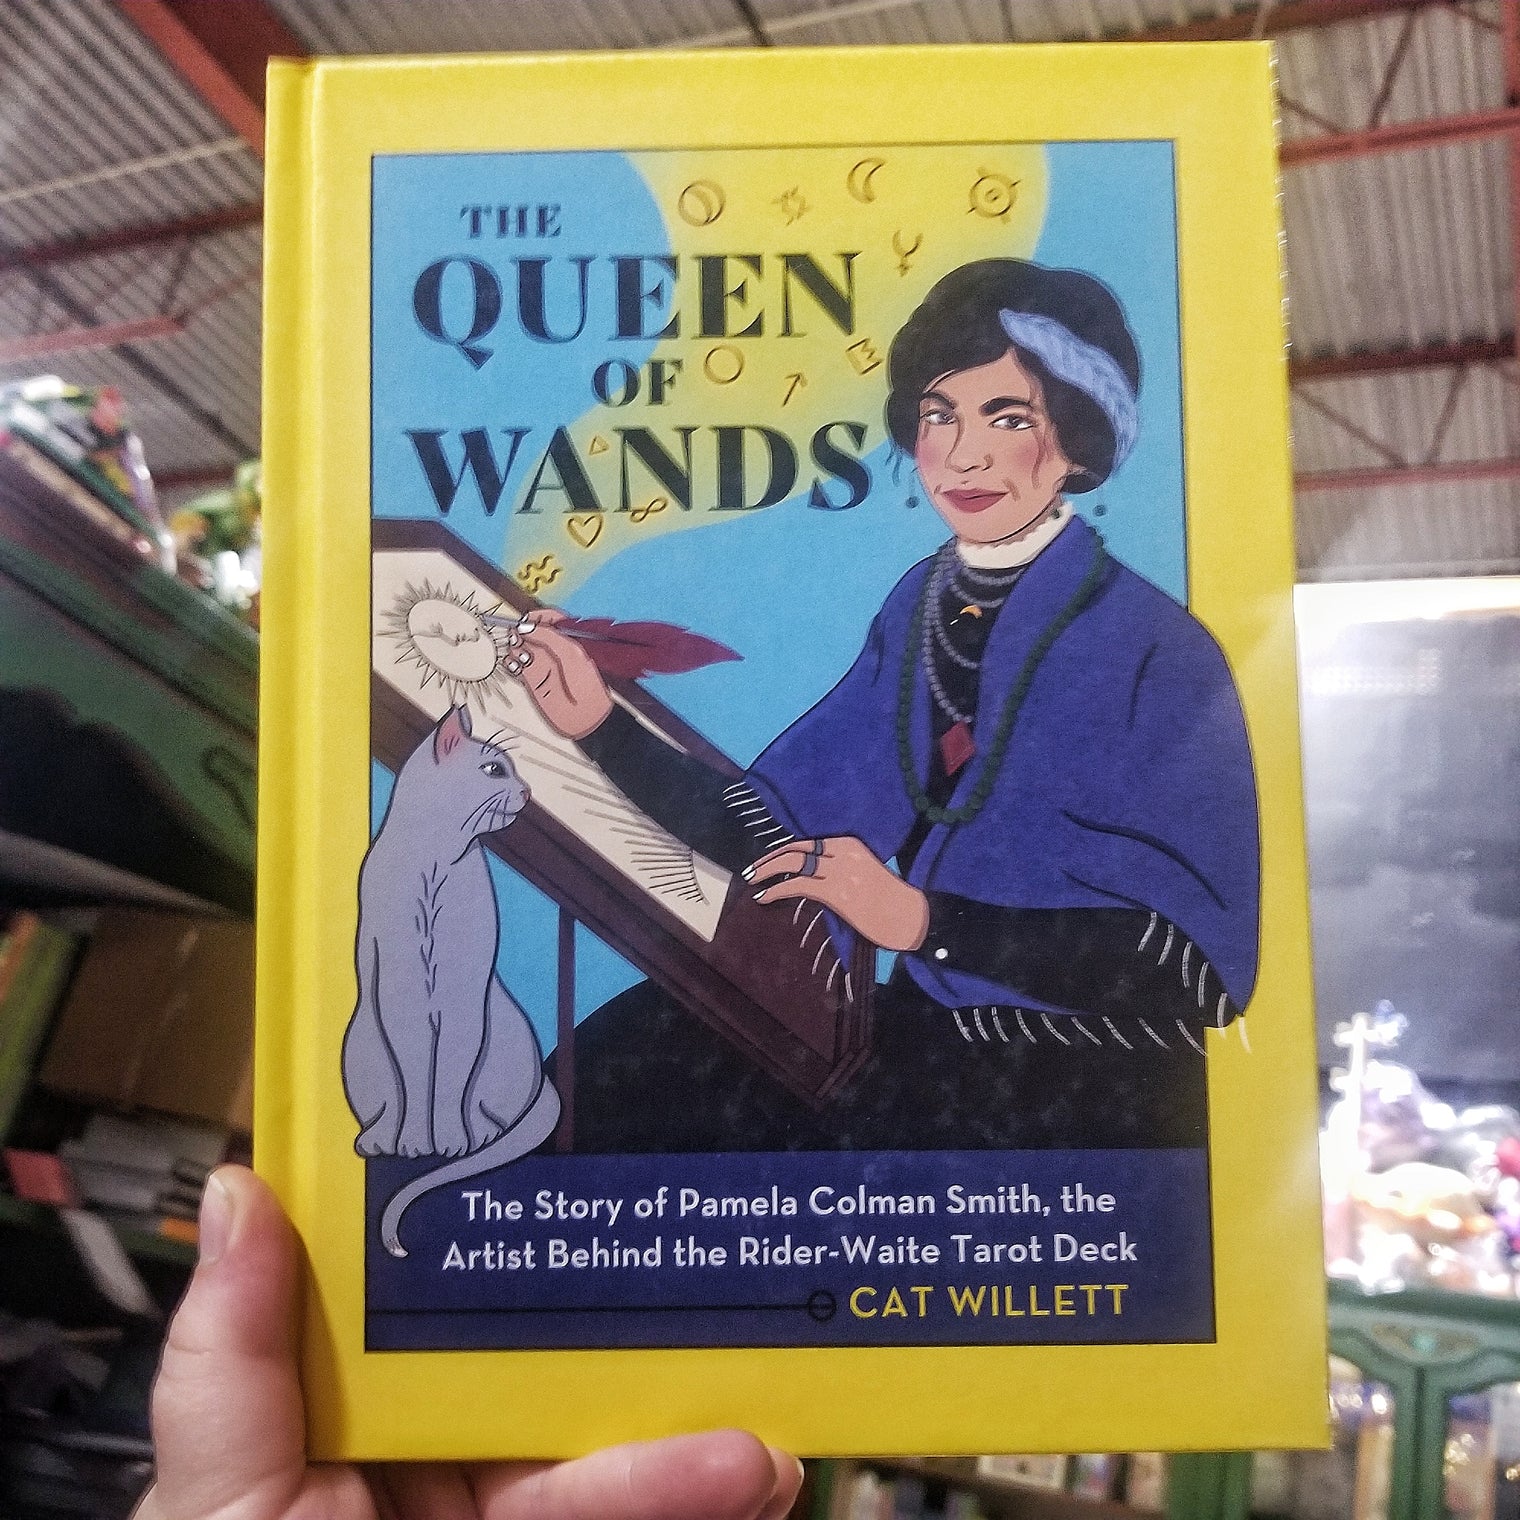 THE
QUEEN
OF
WANDS
The Story of Pamela Colman Smith, the
Artist Behind the Rider-Waite Tarot Deck
CAT WILLETT